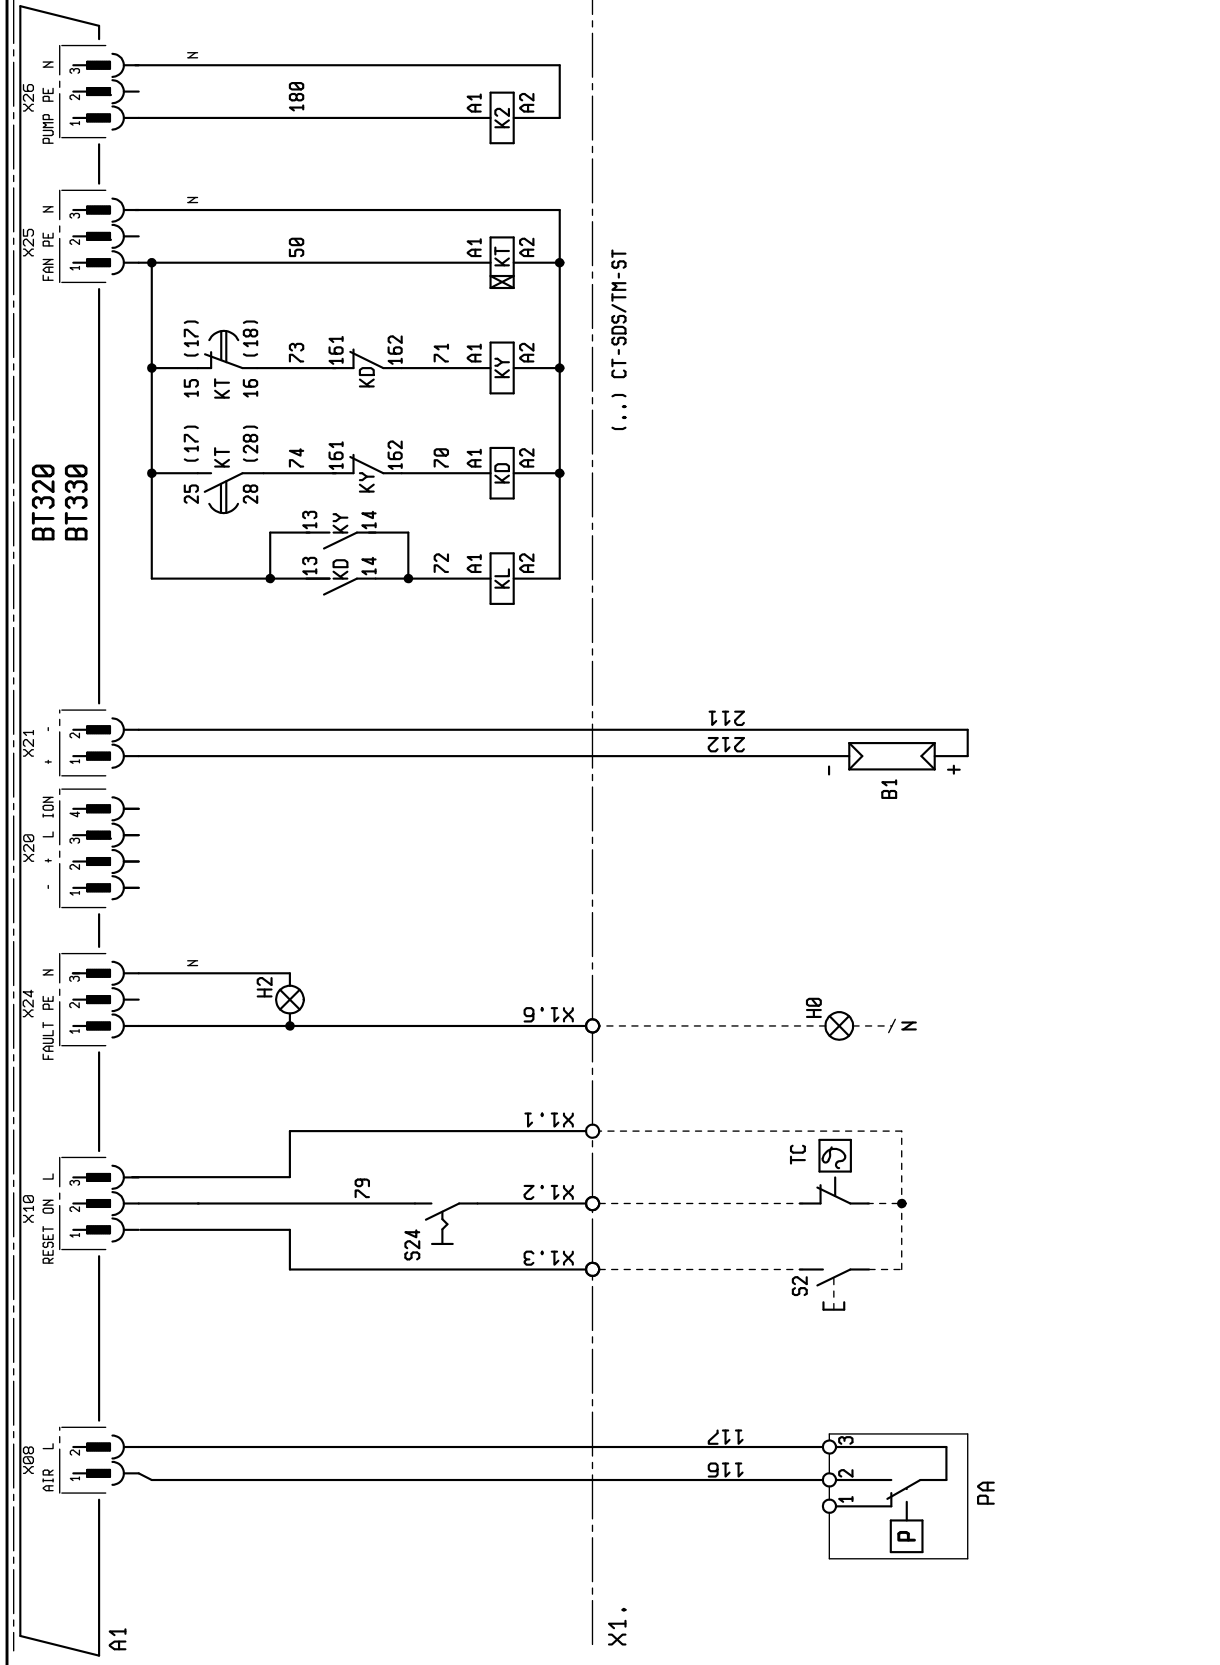 A1
BT320
BT330
X08
AIR L
1 2
117
116
1 2 3
P
PA
X10
RESET ON L
1 2 3
79
S24
X1.1
X1.2
X1.3
TC
S2
X24
FAULT PE N
1 2 3
N
H2
X1.6
H0
N
X20
- + L ION
1 2 3 4
X21
+ -
1 2
211
212
- +
B1
X25
FAN PE N
1 2 3
N
50
A1 KT A2
15 (17)
KT
16 (18)
73
161 KD 162
71
A1 KY A2
25 (17)
KT
28 (28)
74
161 KY 162
70
A1 KD A2
13 KY 14
13 KD 14
72
A1 KL A2
X26
PUMP PE N
1 2 3
N
180
A1 K2 A2
(..) CT-SDS/TM-ST
X1.